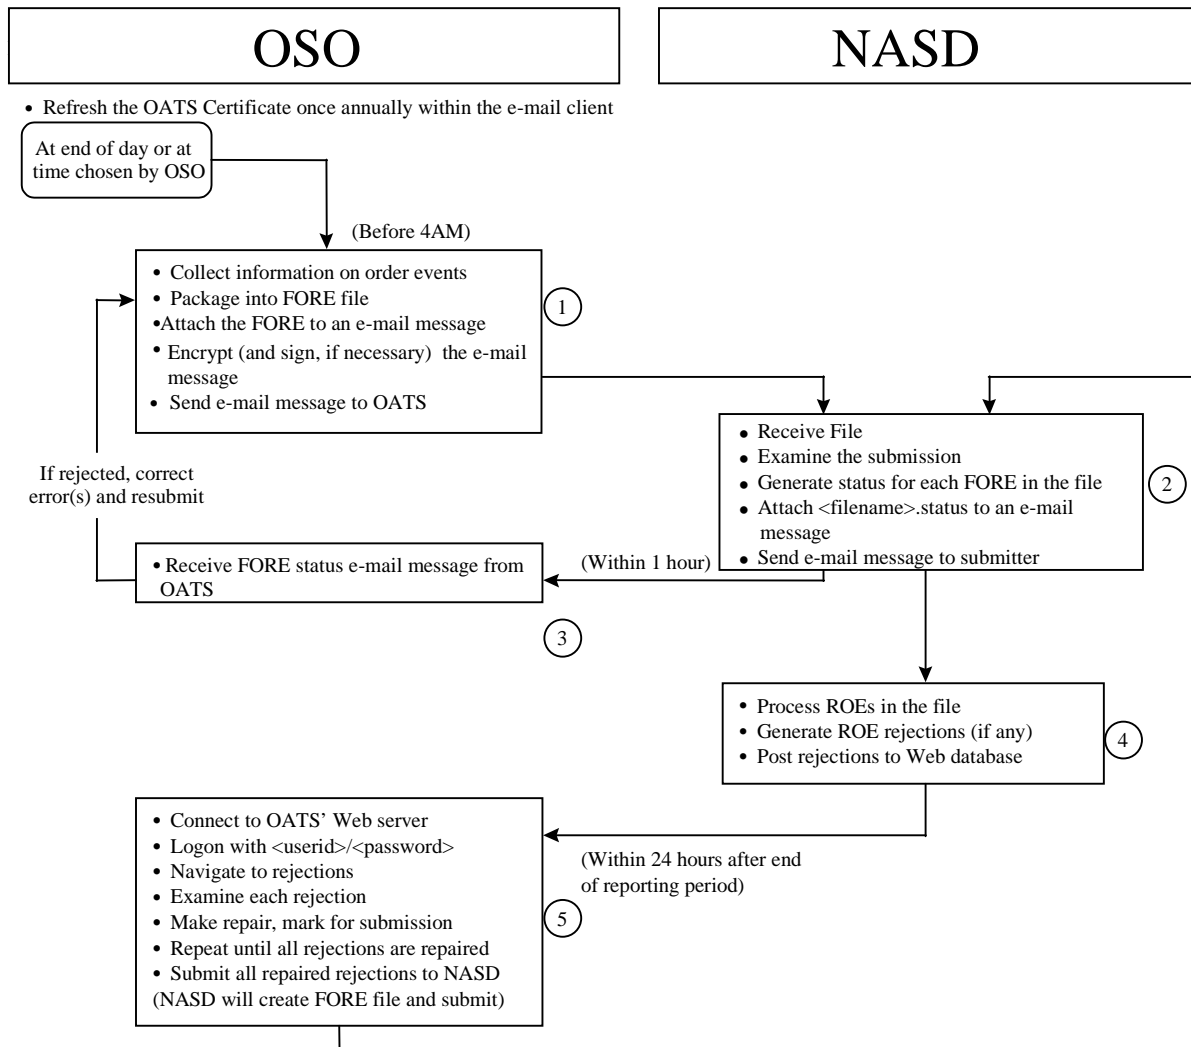 OSO
NASD
• Refresh the OATS Certificate once annually within the e-mail client
At end of day or at
time chosen by OSO
(Before 4AM)
• Collect information on order events
• Package into FORE file
•Attach the FORE to an e-mail message
• Encrypt (and sign, if necessary) the e-mail
message
• Send e-mail message to OATS
1
• Receive File
• Examine the submission
• Generate status for each FORE in the file
• Attach <filename>.status to an e-mail
message
• Send e-mail message to submitter
2
If rejected, correct
error(s) and resubmit
(Within 1 hour)
• Receive FORE status e-mail message from
OATS
3
• Process ROEs in the file
• Generate ROE rejections (if any)
• Post rejections to Web database
4
• Connect to OATS’ Web server
• Logon with <userid>/<password>
• Navigate to rejections
• Examine each rejection
• Make repair, mark for submission
• Repeat until all rejections are repaired
• Submit all repaired rejections to NASD
(NASD will create FORE file and submit)
5
(Within 24 hours after end
of reporting period)